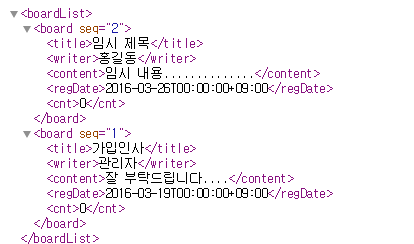 <boardList>
<board seq="2">
<title>임시 제목</title>
<writer>홍길동</writer>
<content>임시 내용..............</content>
<regDate>2016-03-26T00:00:00+09:00</regDate>
<cnt>0</cnt>
</board>
<board seq="1">
<title>가입인사</title>
<writer>관리자</writer>
<content>잘 부탁드립니다....</content>
<regDate>2016-03-19T00:00:00+09:00</regDate>
<cnt>0</cnt>
</board>
</boardList>